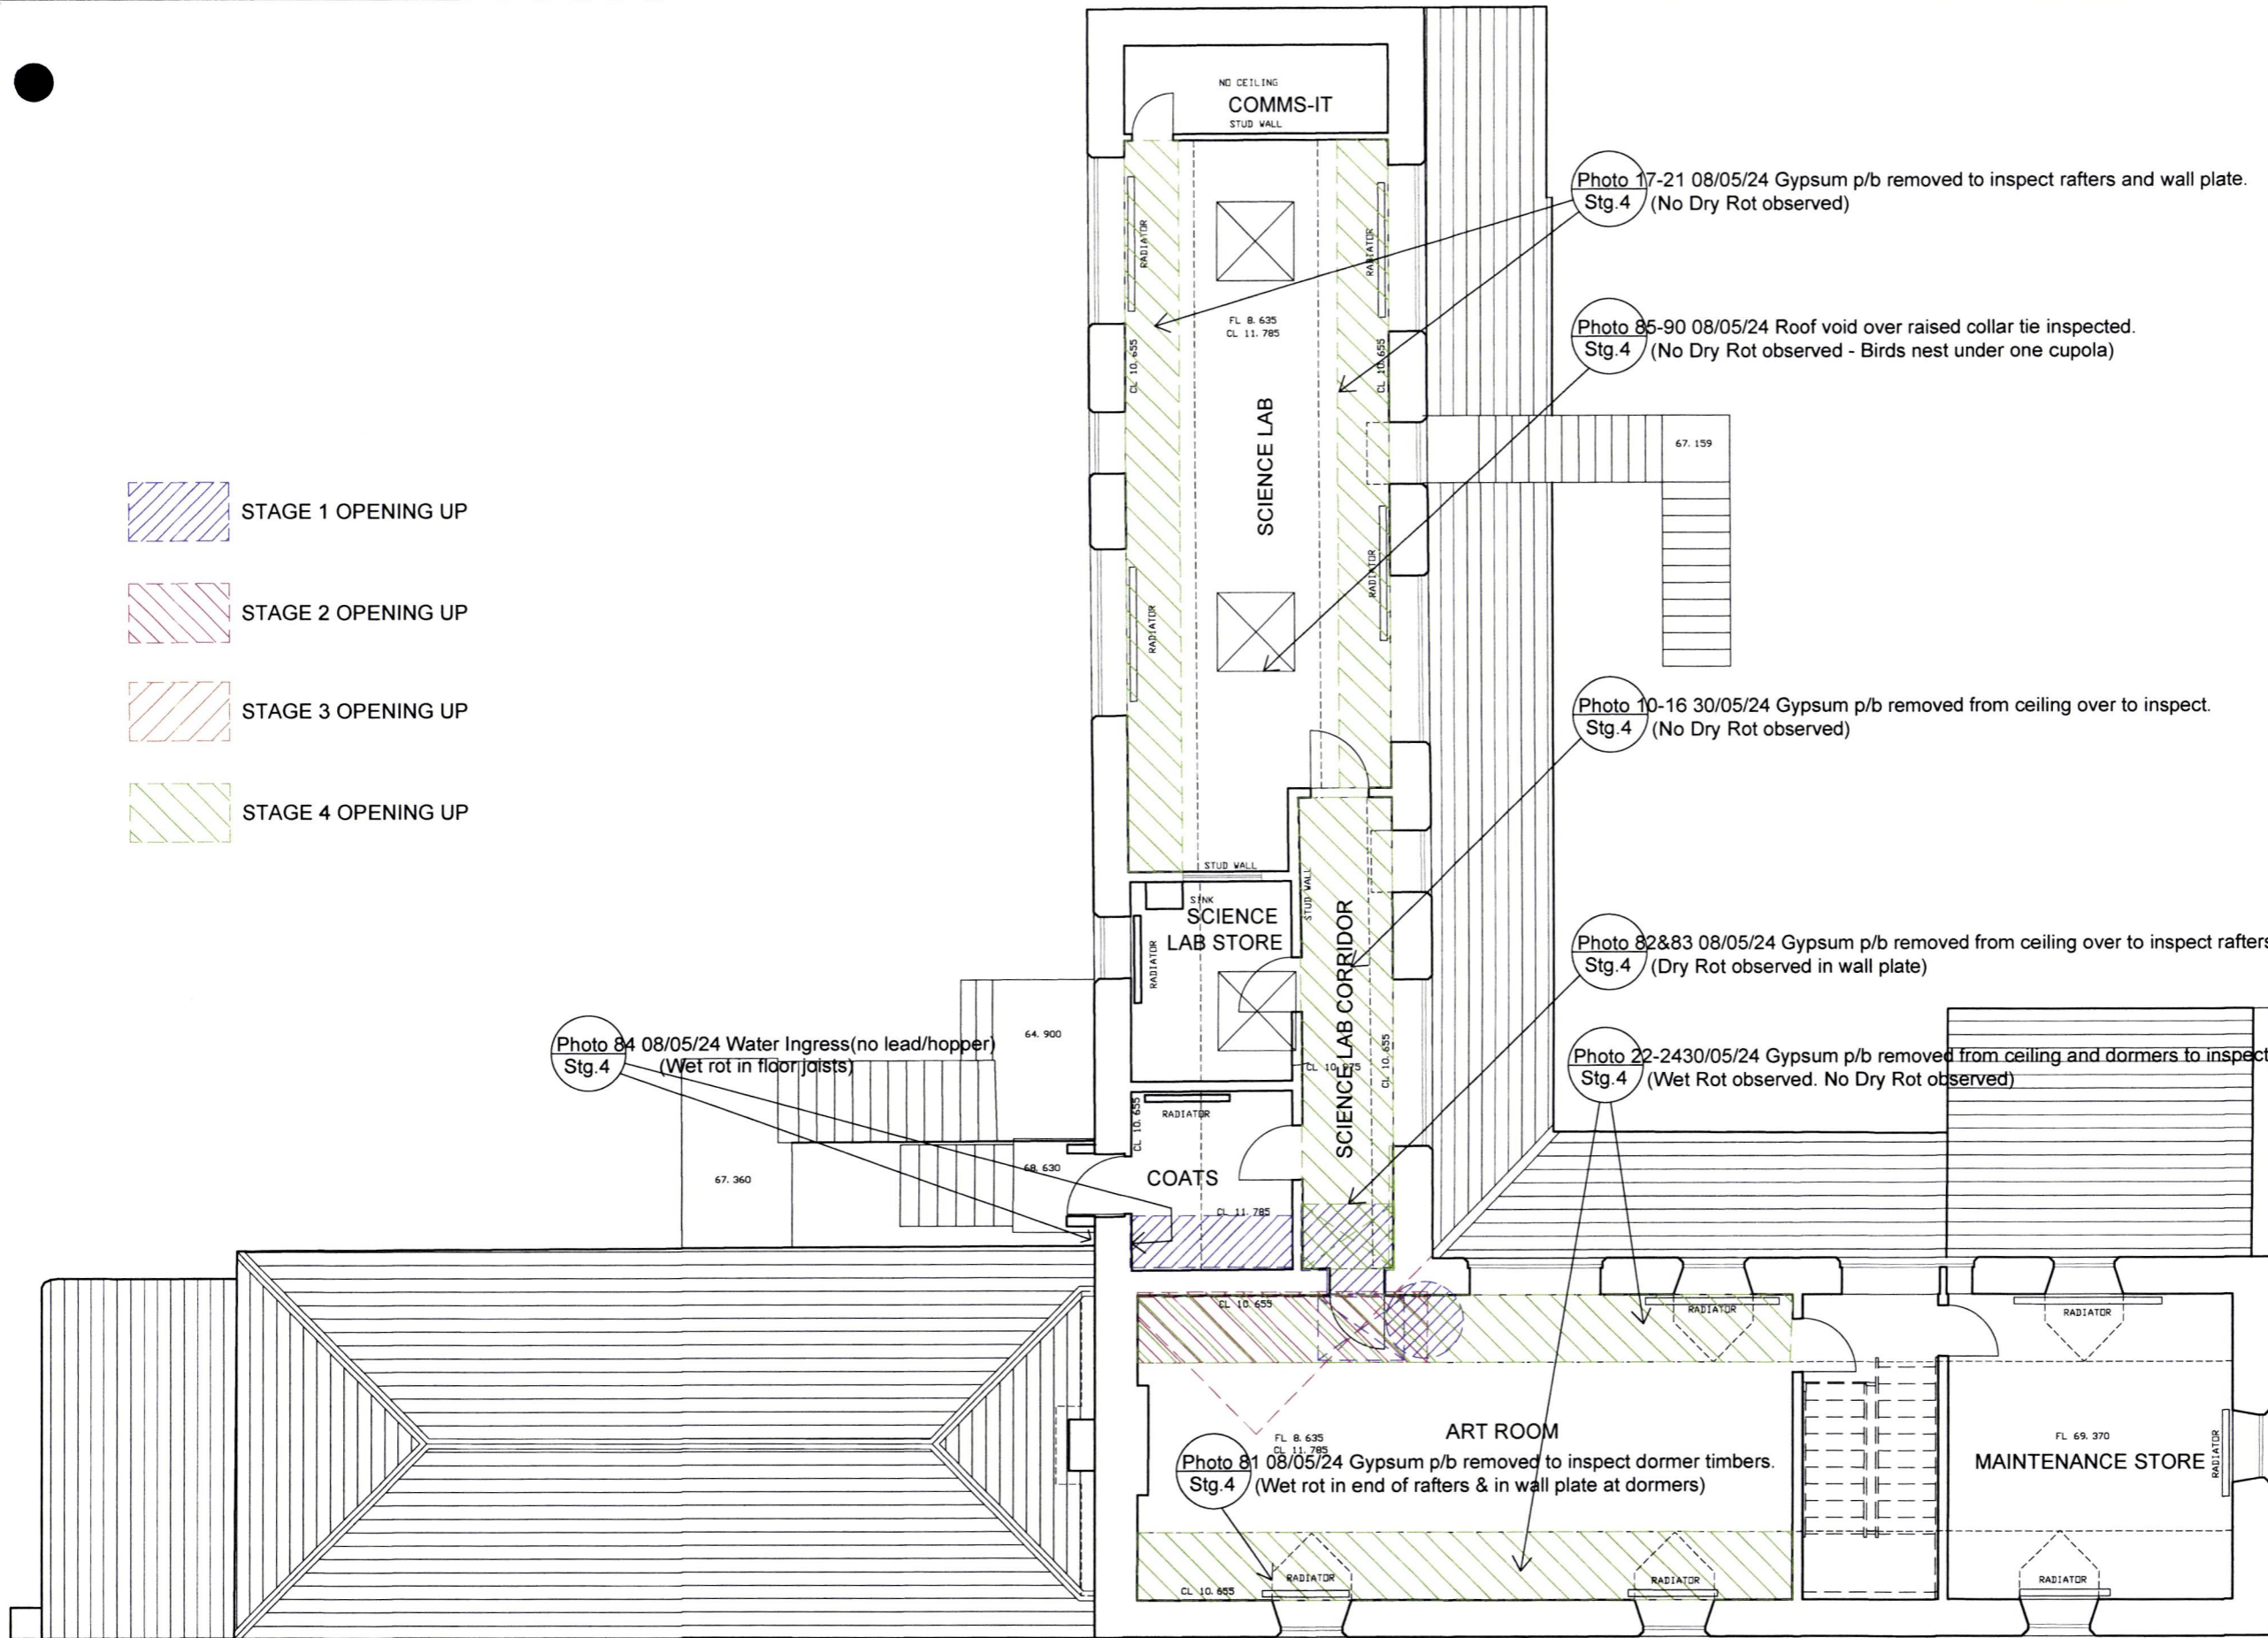 NO CEILING
COMMS-IT
STUD WALL
Photo 17-21 08/05/24 Gypsum p/b removed to inspect rafters and wall plate.
Stg.4 (No Dry Rot observed)
RADIATOR
RADIATOR
FL 8.635
CL 11.785
Photo 85-90 08/05/24 Roof void over raised collar tie inspected.
Stg.4 (No Dry Rot observed - Birds nest under one cupola)
CL 10.655
CL 10.655
SCIENCE LAB
67.159
STAGE 1 OPENING UP
STAGE 2 OPENING UP
STAGE 3 OPENING UP
STAGE 4 OPENING UP
RADIATOR
RADIATOR
Photo 10-16 30/05/24 Gypsum p/b removed from ceiling over to inspect.
Stg.4 (No Dry Rot observed)
STUD WALL
STUD WALL
SINK
SCIENCE
LAB STORE
RADIATOR
SCIENCE LAB CORRIDOR
Photo 82&83 08/05/24 Gypsum p/b removed from ceiling over to inspect rafters
Stg.4 (Dry Rot observed in wall plate)
64.900
Photo 84 08/05/24 Water Ingress(no lead/hopper)
Stg.4 (Wet rot in floor joists)
CL 10.975
CL 10.655
Photo 22-2430/05/24 Gypsum p/b removed from ceiling and dormers to inspect
Stg.4 (Wet Rot observed. No Dry Rot observed)
RADIATOR
CL 10.655
68.630
67.360
COATS
CL 11.785
CL 10.655
RADIATOR
RADIATOR
ART ROOM
FL 8.635
CL 11.785
Photo 81 08/05/24 Gypsum p/b removed to inspect dormer timbers.
Stg.4 (Wet rot in end of rafters & in wall plate at dormers)
FL 69.370
MAINTENANCE STORE
RADIATOR
CL 10.655
RADIATOR
RADIATOR
RADIATOR